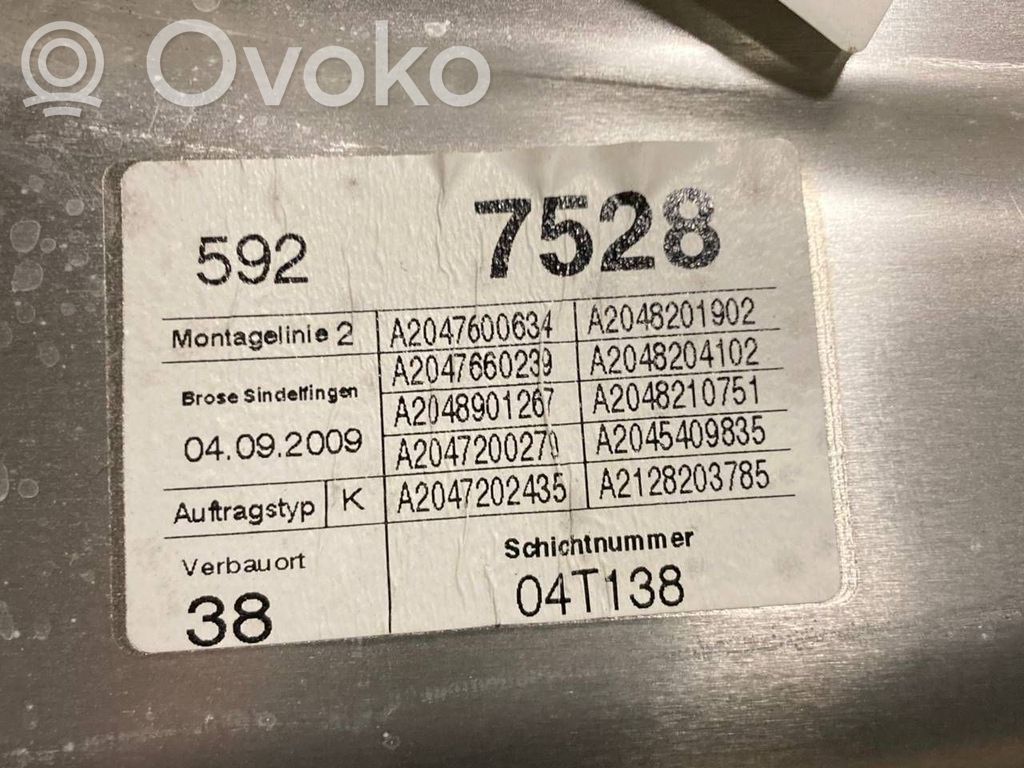 Ovoko
592 7528
Montagelinie 2 A2047600634 A2048201902
A2047660239 A2048204102
Brose Sindelfingen A2048901267 A2048210751
04.09.2009 A2047200270 A2045409835
Auftragstyp K A2047202435 A2128203785
Verbauort Schichtnummer
38 04T138